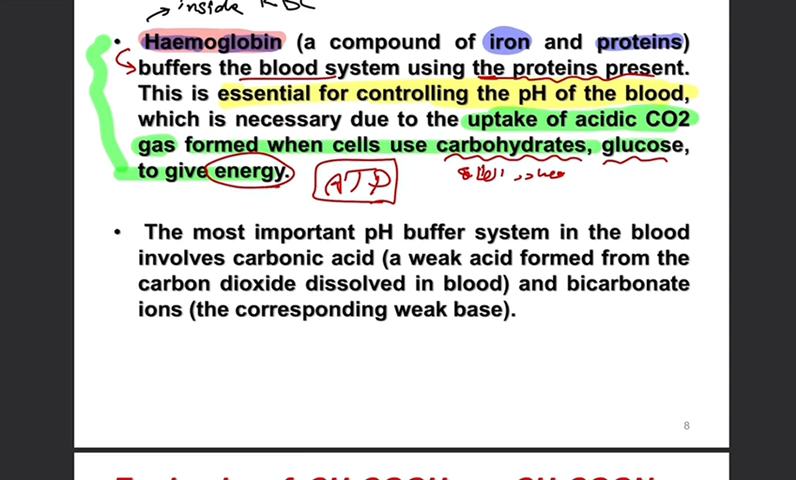 → inside RBC
• Haemoglobin (a compound of iron and proteins)
buffers the blood system using the proteins present.
This is essential for controlling the pH of the blood,
which is necessary due to the uptake of acidic CO2
gas formed when cells use carbohydrates, glucose,
to give energy.
ATP
• The most important pH buffer system in the blood
involves carbonic acid (a weak acid formed from the
carbon dioxide dissolved in blood) and bicarbonate
ions (the corresponding weak base).
8